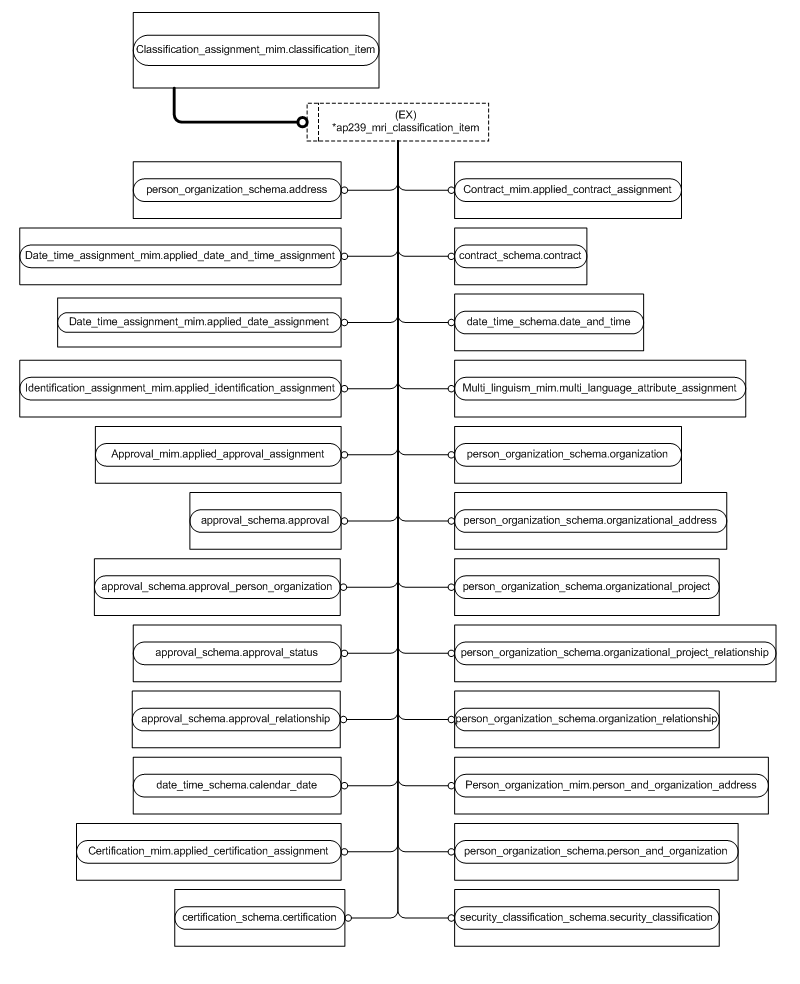 Classification_assignment_mim.classification_item
(EX)
*ap239_mri_classification_item
person_organization_schema.address
Contract_mim.applied_contract_assignment
Date_time_assignment_mim.applied_date_and_time_assignment
contract_schema.contract
Date_time_assignment_mim.applied_date_assignment
date_time_schema.date_and_time
Identification_assignment_mim.applied_identification_assignment
Multi_linguism_mim.multi_language_attribute_assignment
Approval_mim.applied_approval_assignment
person_organization_schema.organization
approval_schema.approval
person_organization_schema.organizational_address
approval_schema.approval_person_organization
person_organization_schema.organizational_project
approval_schema.approval_status
person_organization_schema.organizational_project_relationship
approval_schema.approval_relationship
person_organization_schema.organization_relationship
date_time_schema.calendar_date
Person_organization_mim.person_and_organization_address
Certification_mim.applied_certification_assignment
person_organization_schema.person_and_organization
certification_schema.certification
security_classification_schema.security_classification